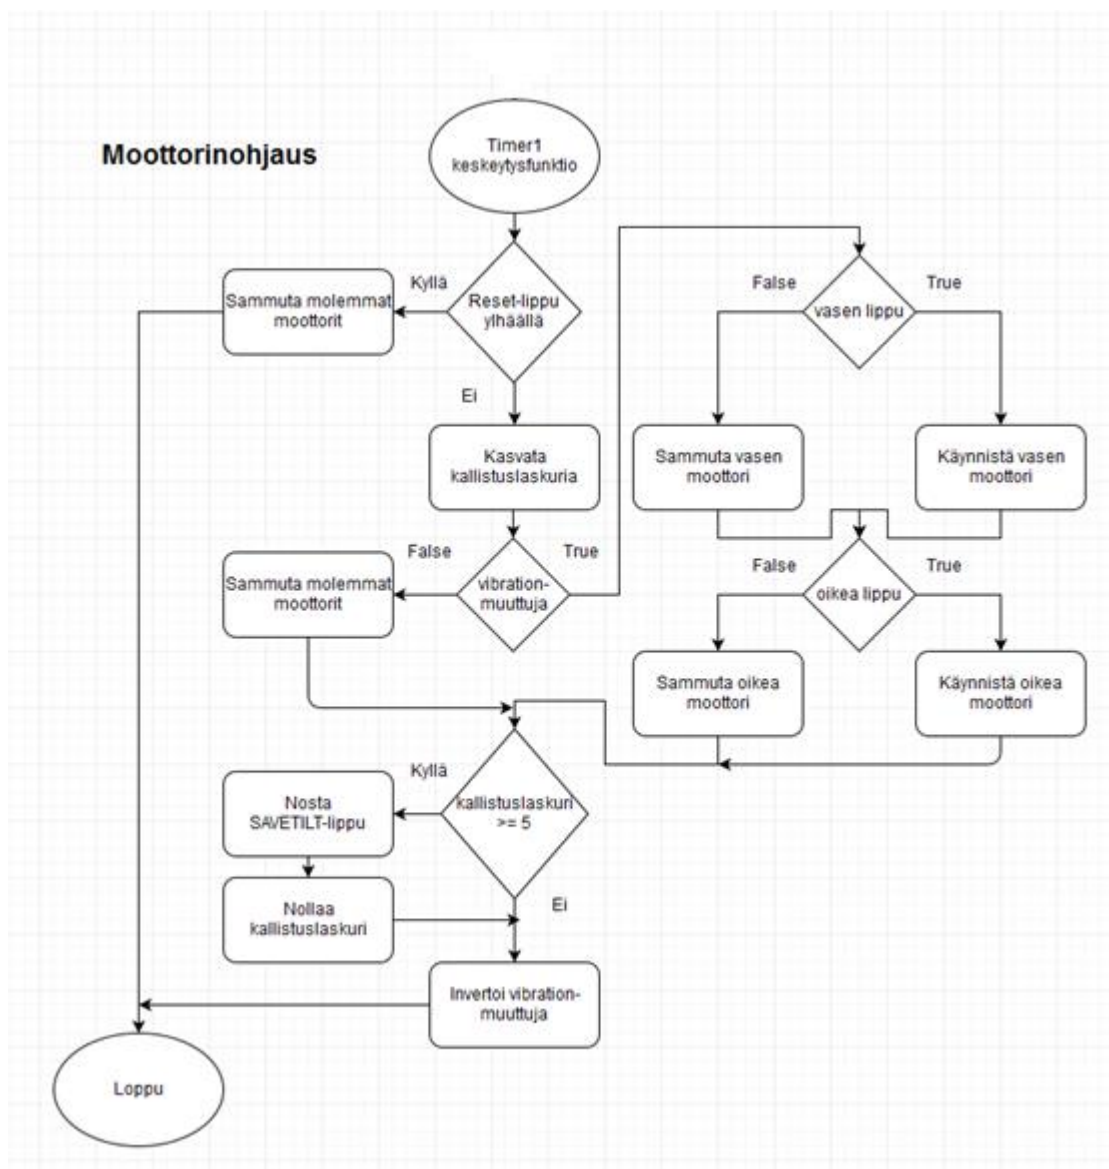 Moottorinohjaus
Timer1
keskeytysfunktio
Reset-lippu
ylhäällä
Kyllä
Sammuta molemmat
moottorit
Ei
Kasvata
kallistuslaskuria
vibration-
muuttuja
False
True
Sammuta molemmat
moottorit
vasen lippu
False
True
Sammuta vasen
moottori
Käynnistä vasen
moottori
oikea lippu
False
True
Sammuta oikea
moottori
Käynnistä oikea
moottori
kallistuslaskuri
>= 5
Kyllä
Nosta
SAVETILT-lippu
Nollaa
kallistuslaskuri
Ei
Invertoi vibration-
muuttuja
Loppu